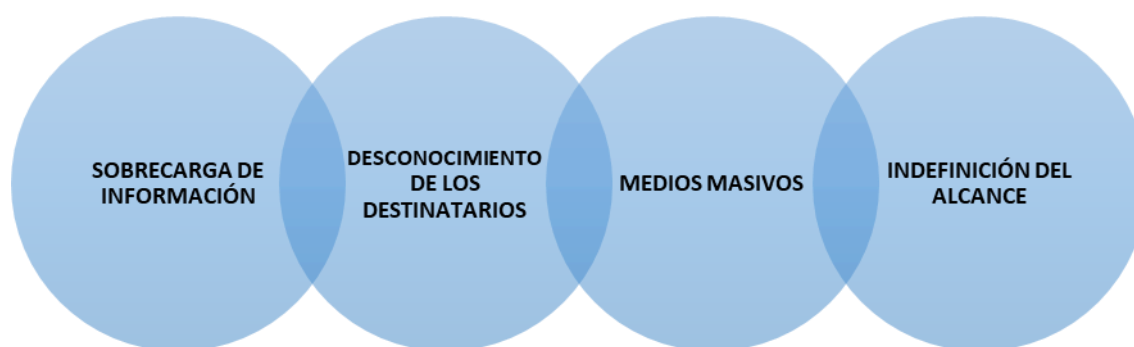 SOBRECARGA DE
INFORMACIÓN
DESCONOCIMIENTO
DE LOS
DESTINATARIOS
MEDIOS MASIVOS
INDEFINICIÓN DEL
ALCANCE